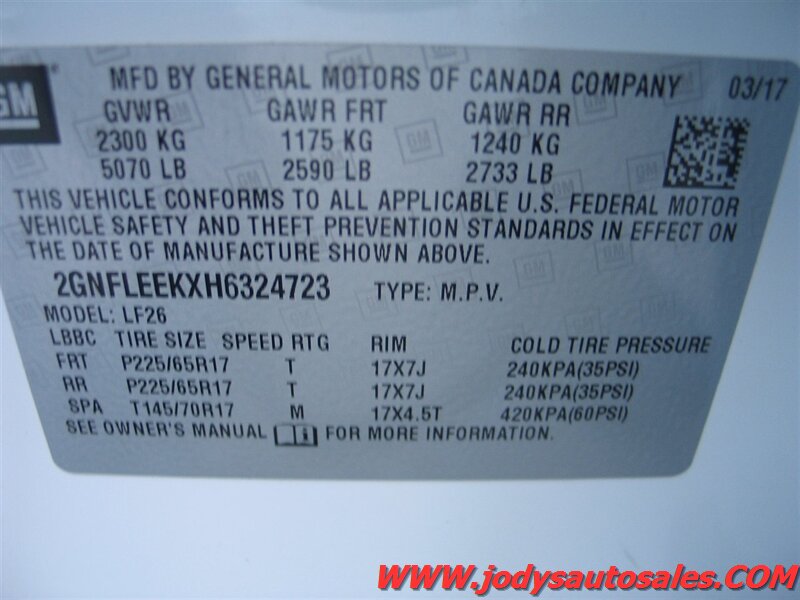 GM
MFD BY GENERAL MOTORS OF CANADA COMPANY 03/17
GVWR GAWR FRT GAWR RR
2300 KG 1175 KG 1240 KG
5070 LB 2590 LB 2733 LB
THIS VEHICLE CONFORMS TO ALL APPLICABLE U.S. FEDERAL MOTOR
VEHICLE SAFETY AND THEFT PREVENTION STANDARDS IN EFFECT ON
THE DATE OF MANUFACTURE SHOWN ABOVE.
2GNFLEEKXH6324723 TYPE: M.P.V.
MODEL: LF26
LBBC TIRE SIZE SPEED RTG RIM COLD TIRE PRESSURE
FRT P225/65R17 T 17X7J 240KPA(35PSI)
RR P225/65R17 T 17X7J 240KPA(35PSI)
SPA T145/70R17 M 17X4.5T 420KPA(60PSI)
SEE OWNER'S MANUAL FOR MORE INFORMATION.
www.jodysautosales.com